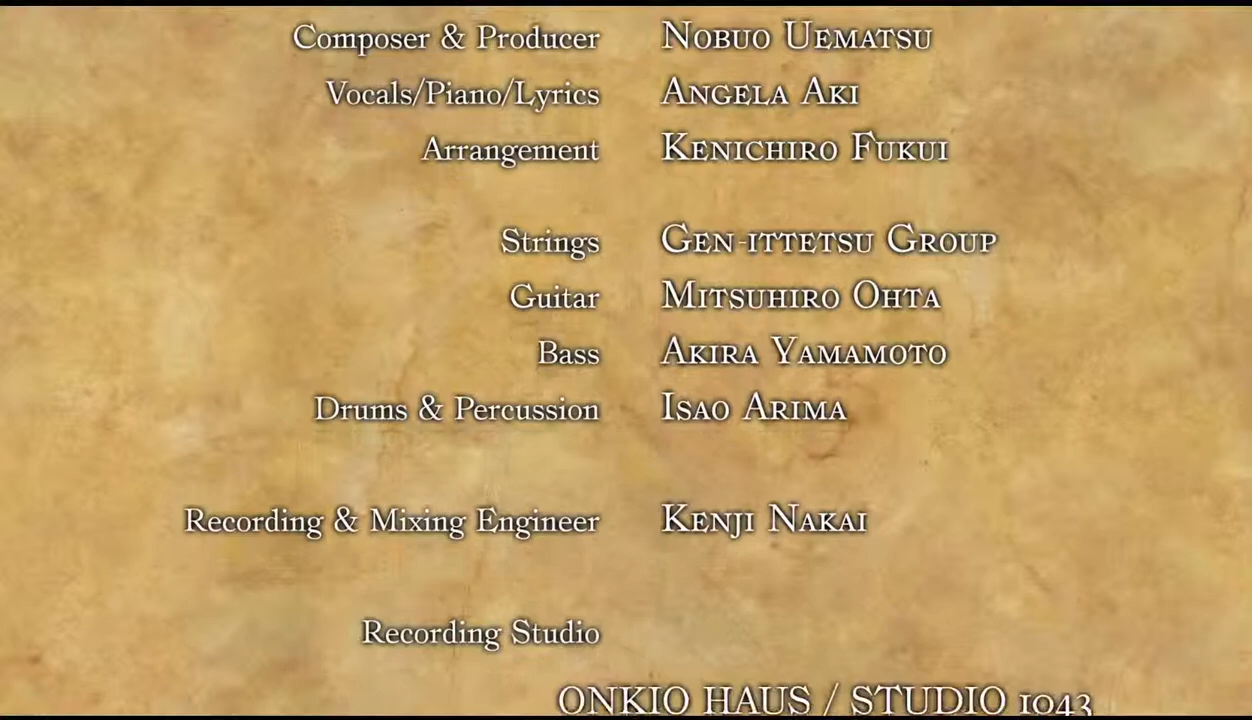 Composer & Producer Nobuo Uematsu
Vocals/Piano/Lyrics Angela Aki
Arrangement Kenichiro Fukui
Strings Gen-ittetsu Group
Guitar Mitsuhiro Ohta
Bass Akira Yamamoto
Drums & Percussion Isao Arima
Recording & Mixing Engineer Kenji Nakai
Recording Studio
ONKIO HAUS / STUDIO 1043